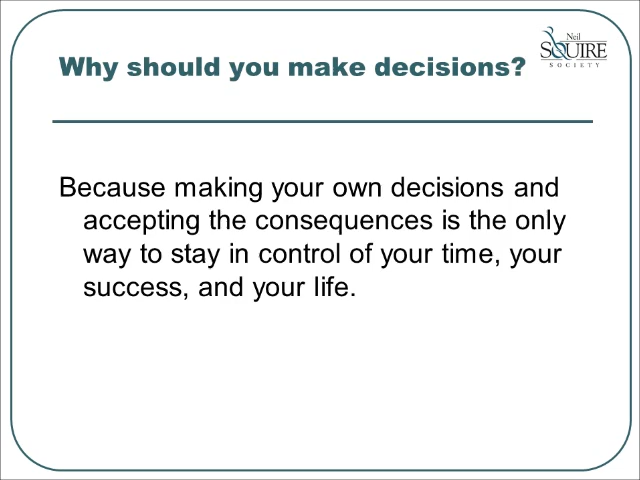 Neil
SQUIRE
SOCIETY
Why should you make decisions?
Because making your own decisions and
accepting the consequences is the only
way to stay in control of your time, your
success, and your life.